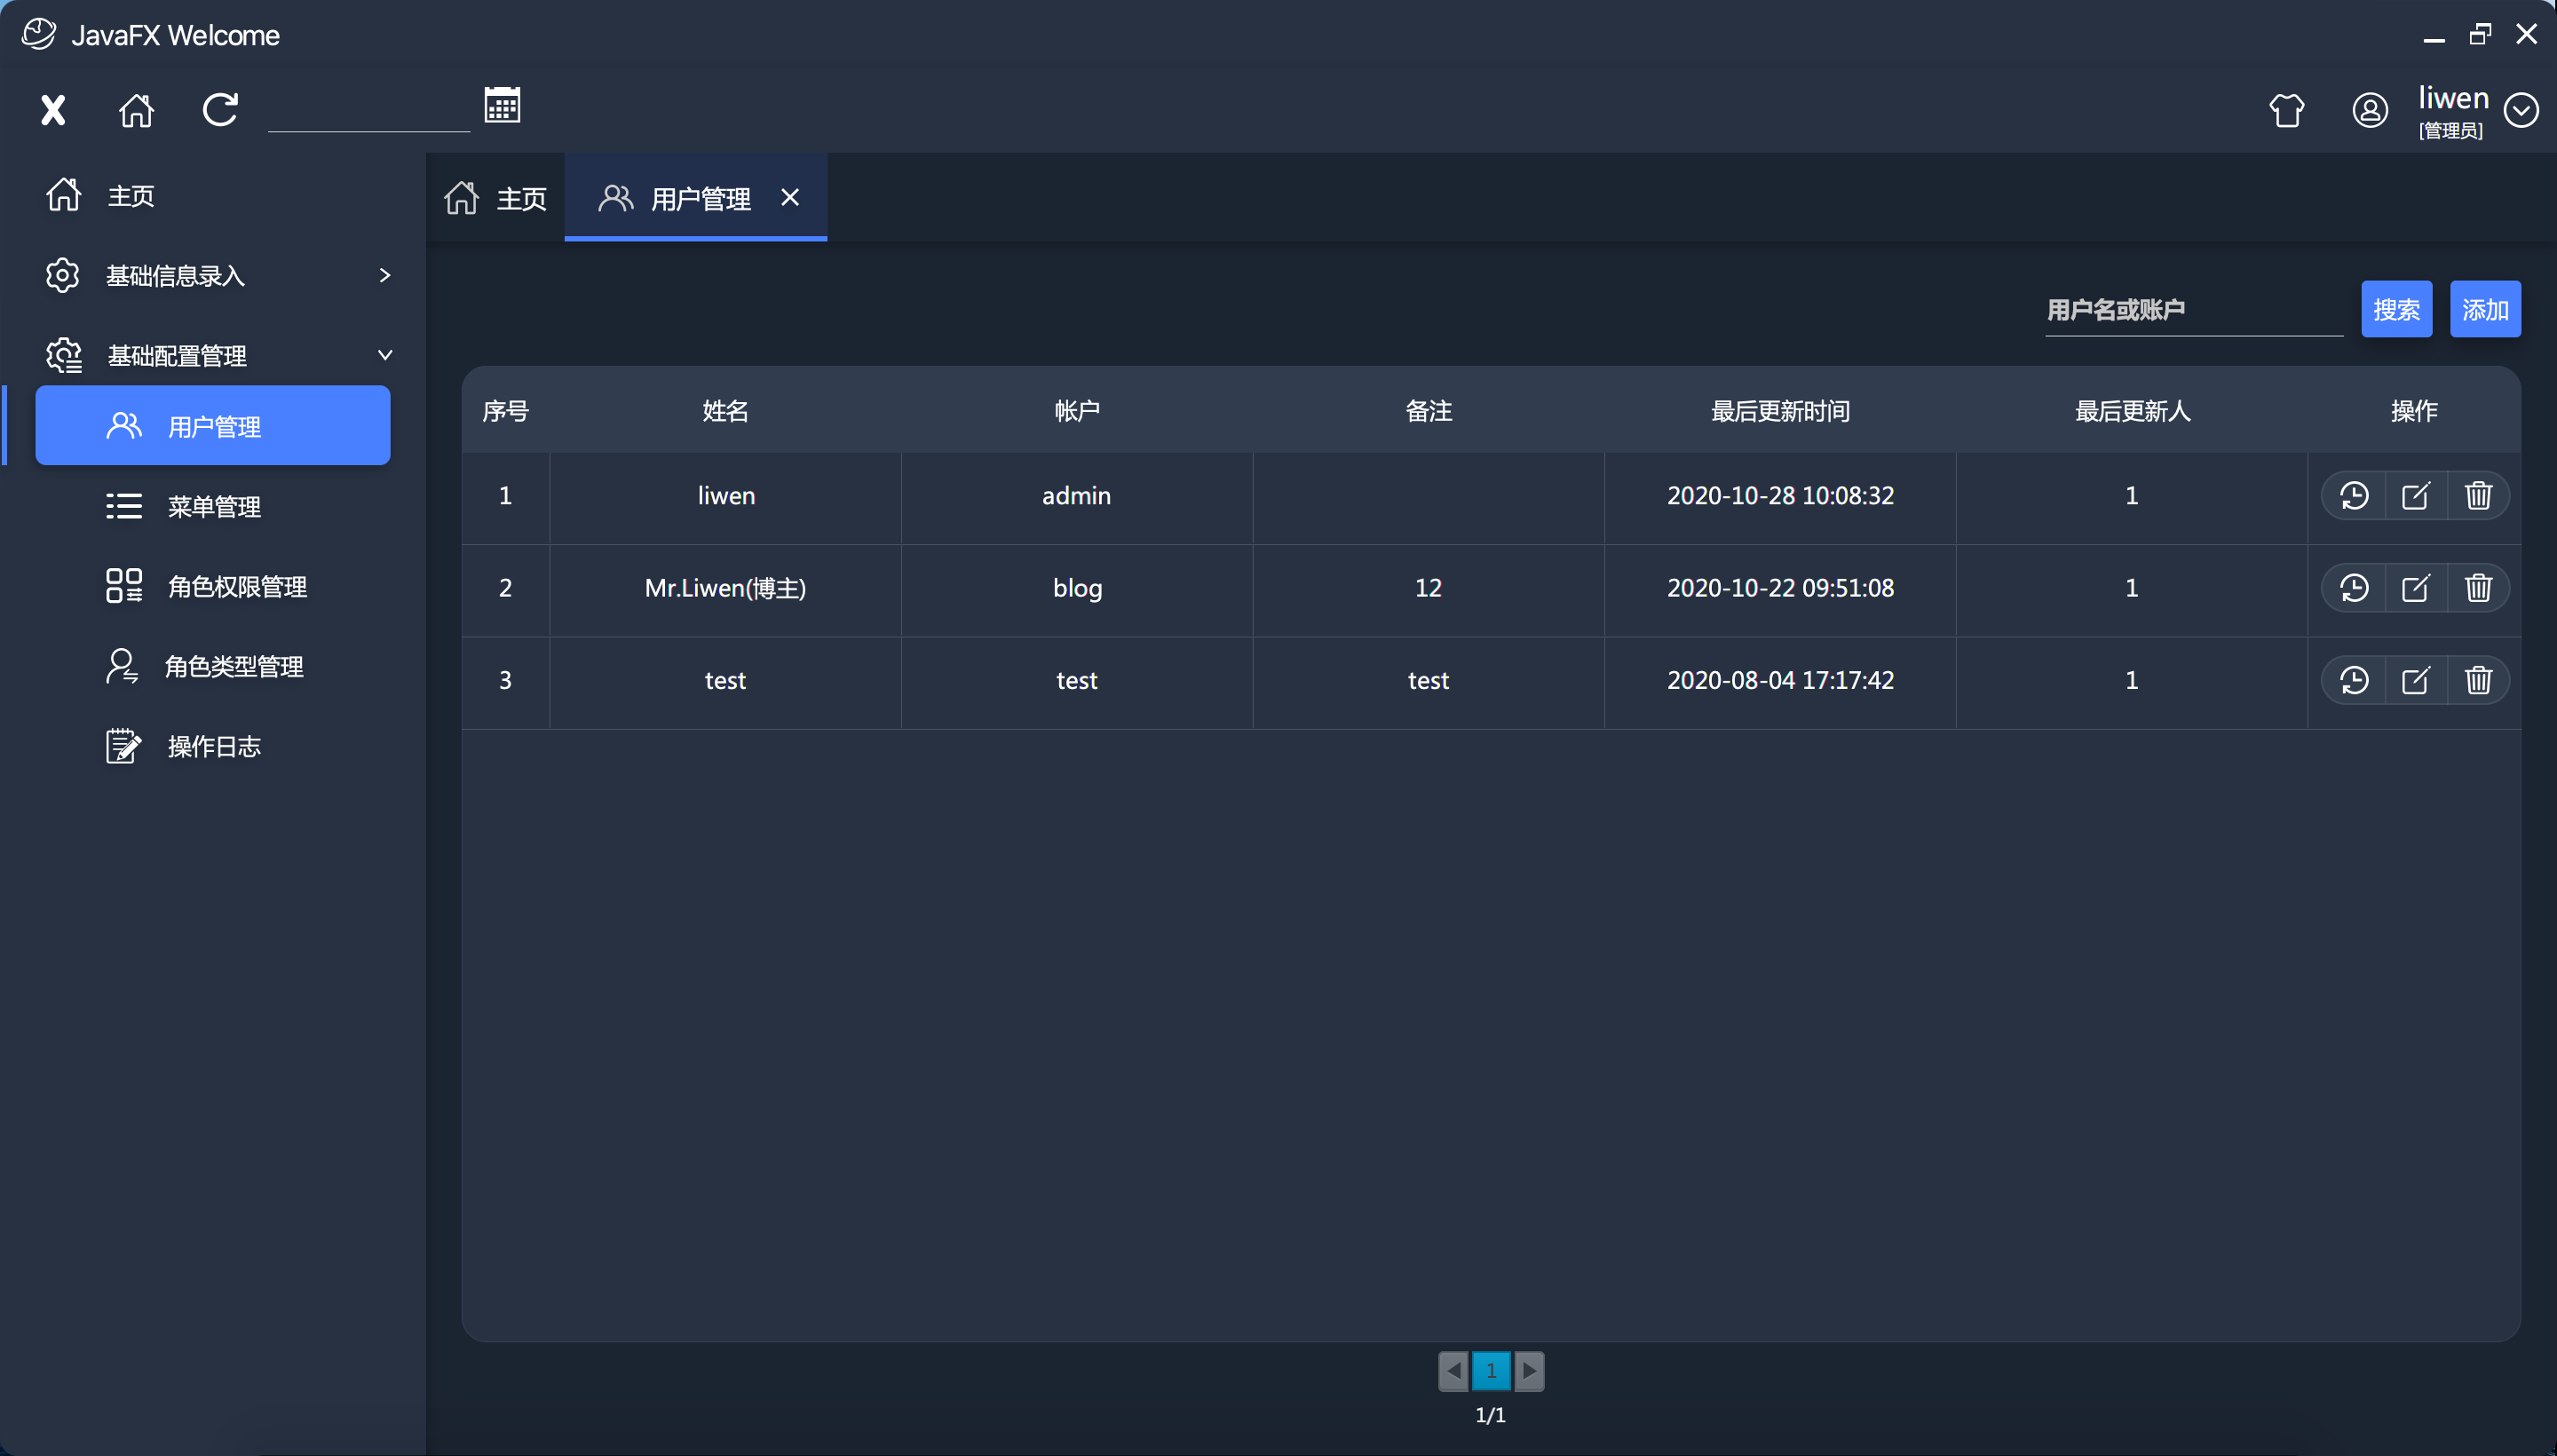 JavaFX Welcome
liwen
[管理员]
主页
基础信息录入
基础配置管理
用户管理
菜单管理
角色权限管理
角色类型管理
操作日志
主页 用户管理
用户名或账户 搜索 添加
序号 姓名 帐户 备注 最后更新时间 最后更新人 操作
1 liwen admin 2020-10-28 10:08:32 1
2 Mr.Liwen(博主) blog 12 2020-10-22 09:51:08 1
3 test test test 2020-08-04 17:17:42 1
1
1/1